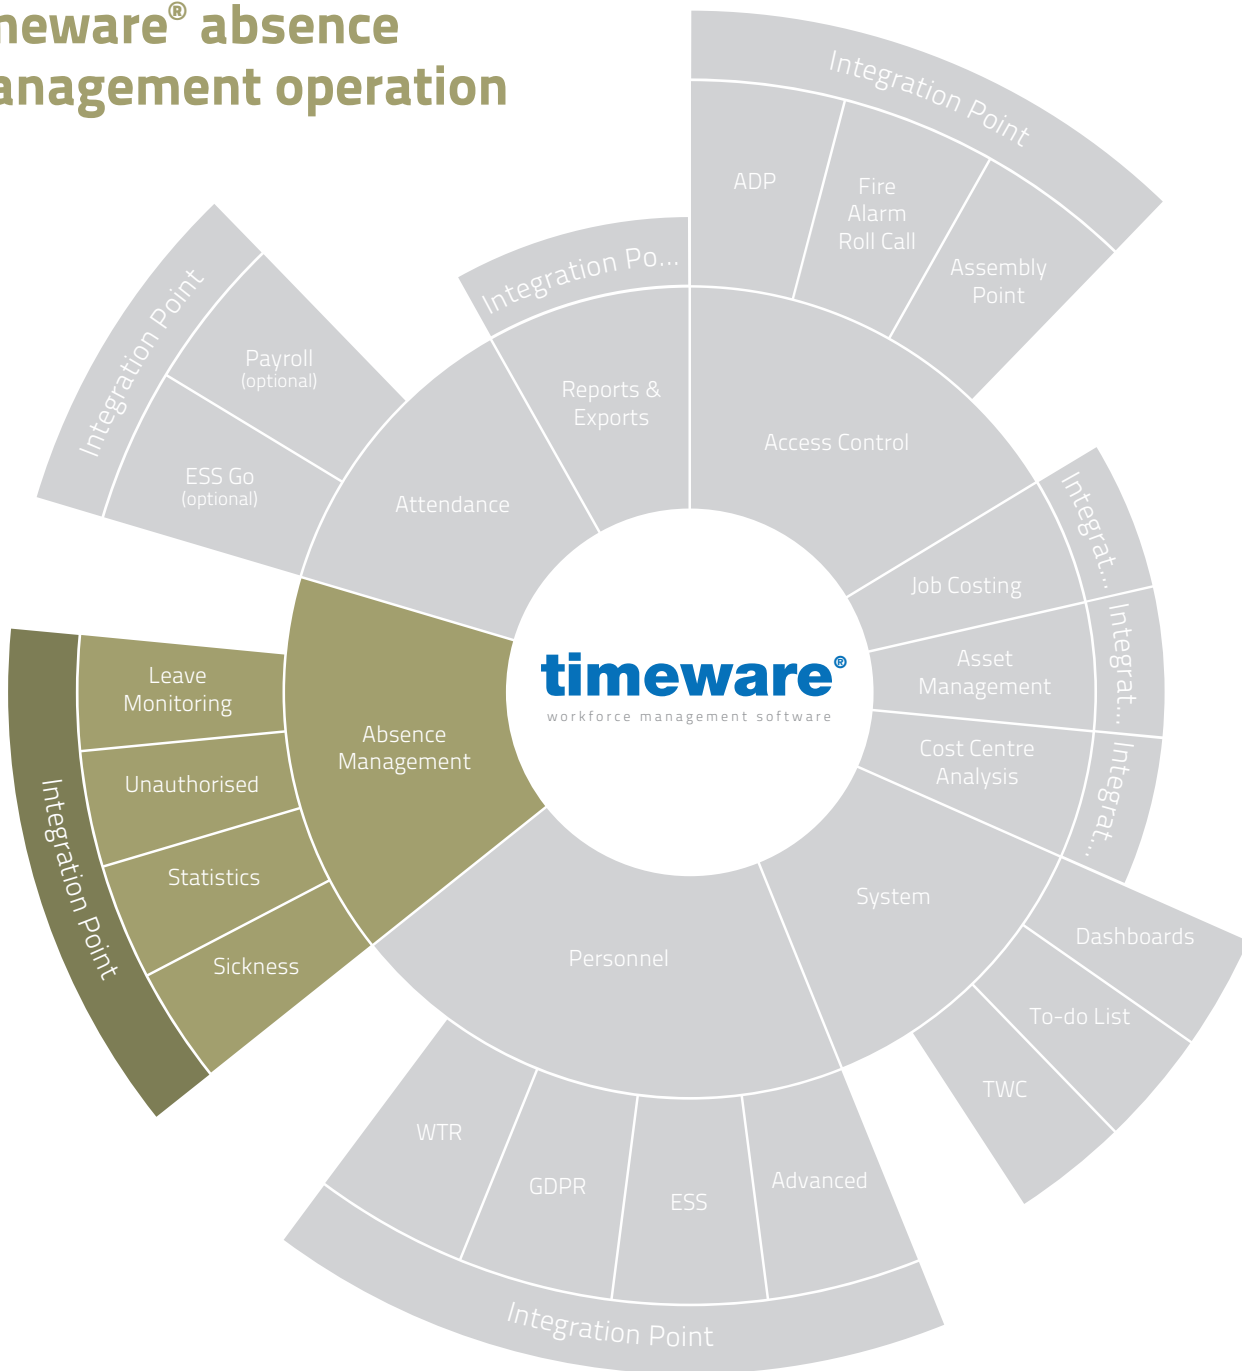 neware® absence
anagement operation
Integration Point
ADP
Fire
Alarm
Roll Call
Assembly
Point
Integration Po...
Reports &
Exports
Access Control
Integration Point
Payroll
(optional)
ESS Go
(optional)
Attendance
Integrat...
Job Costing
Integrat...
Asset
Management
Integrat...
Cost Centre
Analysis
timeware®
workforce management software
Absence
Management
Leave
Monitoring
Unauthorised
Statistics
Sickness
Integration Point
System
Dashboards
To-do List
TWC
Personnel
WTR
GDPR
ESS
Advanced
Integration Point